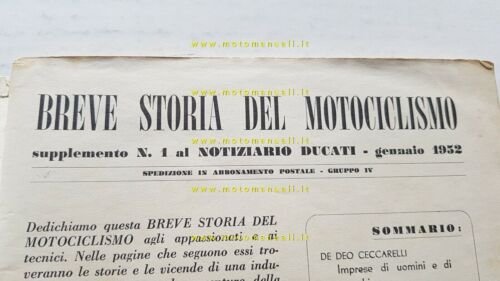 www.motomanuali.it
BREVE STORIA DEL MOTOCICLISMO
supplemento N. 1 al NOTIZIARIO DUCATI - gennaio 1952
SPEDIZIONE IN ABBONAMENTO POSTALE - GRUPPO IV
www.motomanuali.it
Dedichiamo questa BREVE STORIA DEL
MOTOCICLISMO agli appassionati e ai
tecnici. Nelle pagine che seguono essi tro-
veranno le storie e le vicende di una indu-
SOMMARIO:
DE DEO CECCARELLI
Imprese di uomini e di
www.motomanuali.it